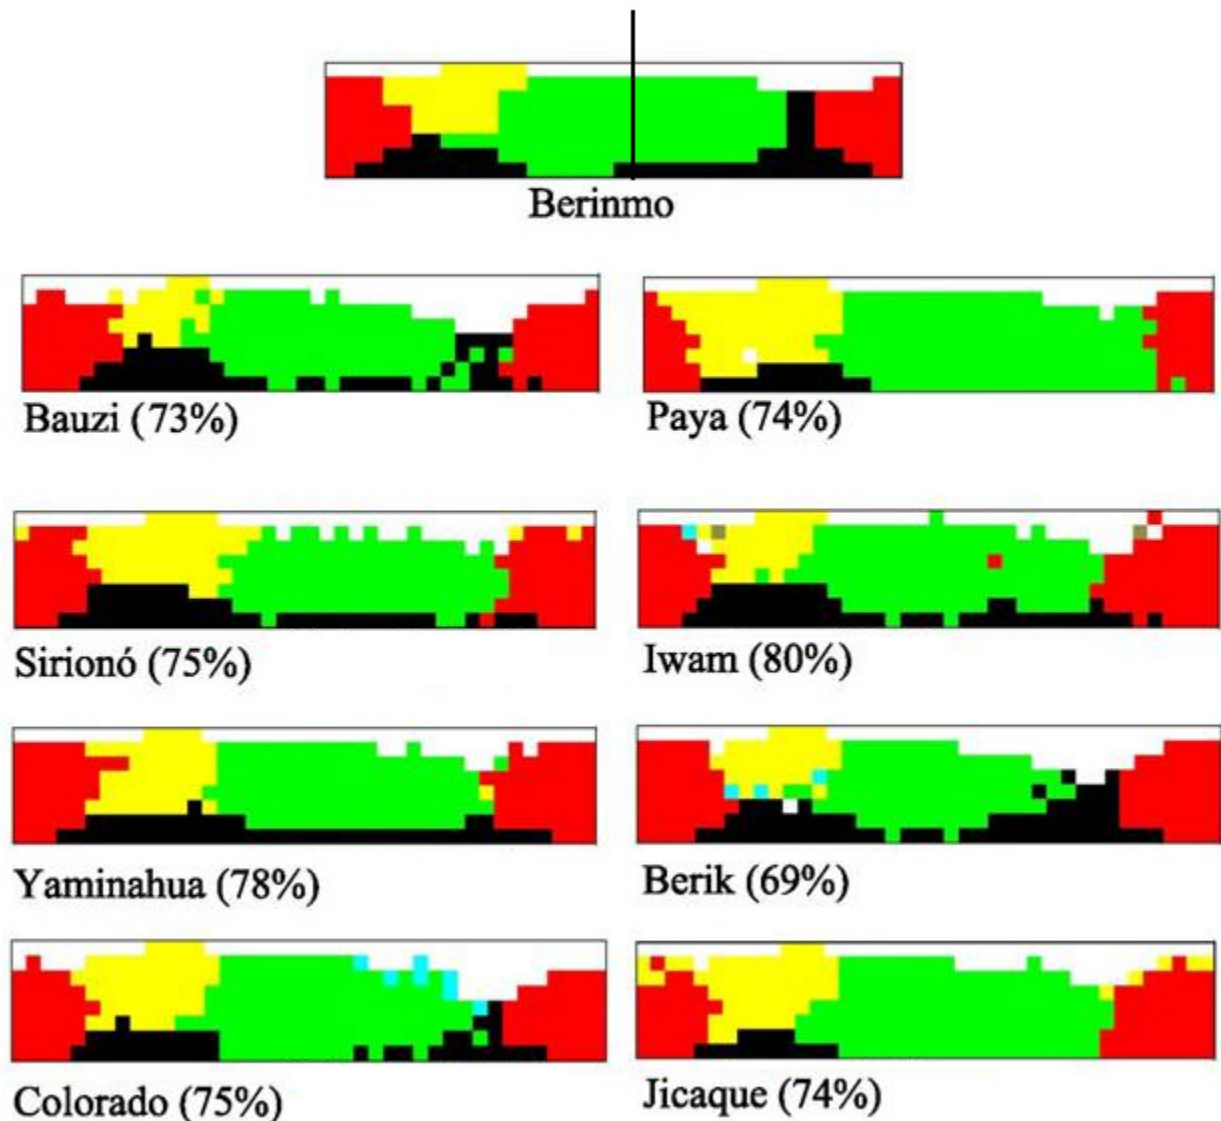 Berinmo
Bauzi (73%)
Paya (74%)
Sirionó (75%)
Iwam (80%)
Yaminahua (78%)
Berik (69%)
Colorado (75%)
Jicaque (74%)